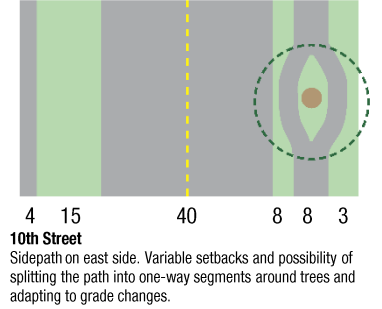 4 15 40 8 8 3
10th Street
Sidepath on east side. Variable setbacks and possibility of
splitting the path into one-way segments around trees and
adapting to grade changes.